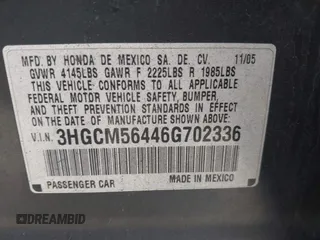 MFD. BY HONDA DE MEXICO SA. DE. CV. 11/05
GVWR 4145LBS GAWR F 2225LBS R 1985LBS
THIS VEHICLE CONFORMS TO ALL APPLICABLE
FEDERAL MOTOR VEHICLE SAFETY, BUMPER,
AND THEFT PREVENTION STANDARDS IN EFFECT
ON THE DATE OF MANUFACTURE SHOWN ABOVE.
V.I.N. 3HGCM56446G702336
PASSENGER CAR MADE IN MEXICO
DREAMBID